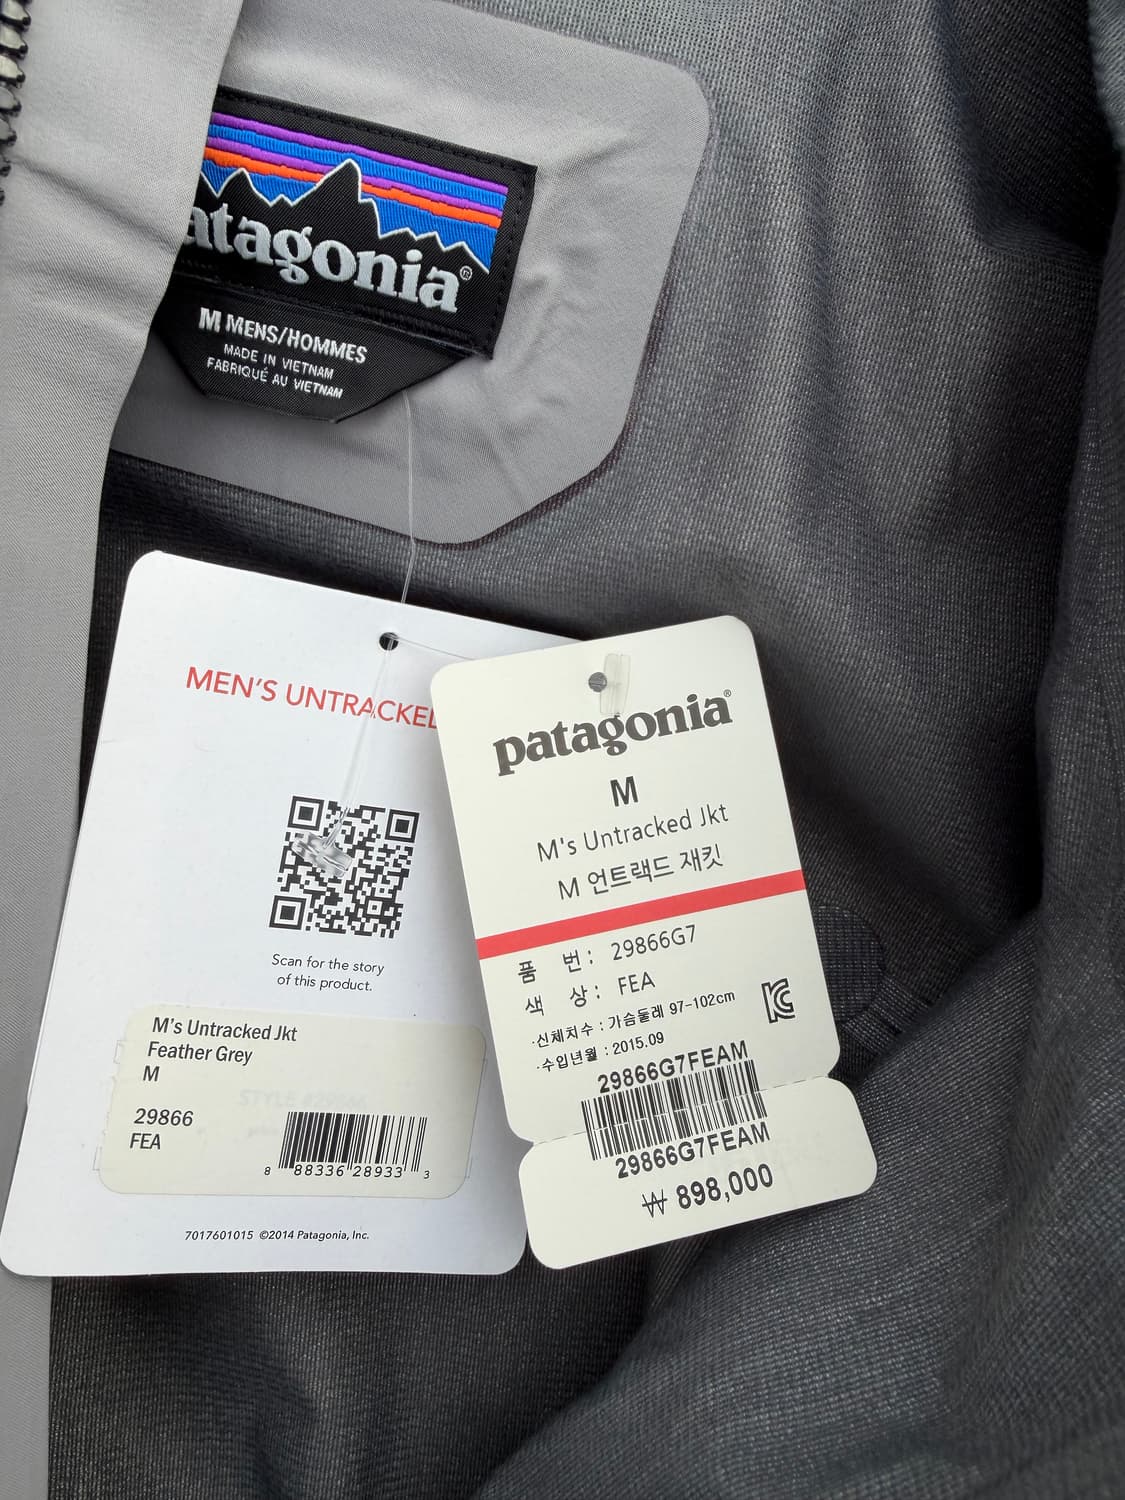 patagonia®
M MENS/HOMMES
MADE IN VIETNAM
FABRIQUÉ AU VIETNAM
MEN'S UNTRACKED
Scan for the story
of this product.
M's Untracked Jkt
Feather Grey
M
29866
FEA
8 88336 28933 3
7017601015 ©2014 Patagonia, Inc.
patagonia®
M
M's Untracked Jkt
M 언트랙드 재킷
품 번: 29866G7
색 상: FEA
·신체치수 : 가슴둘레 97-102cm
·수입년월 : 2015.09
29866G7FEAM
29866G7FEAM
₩ 898,000